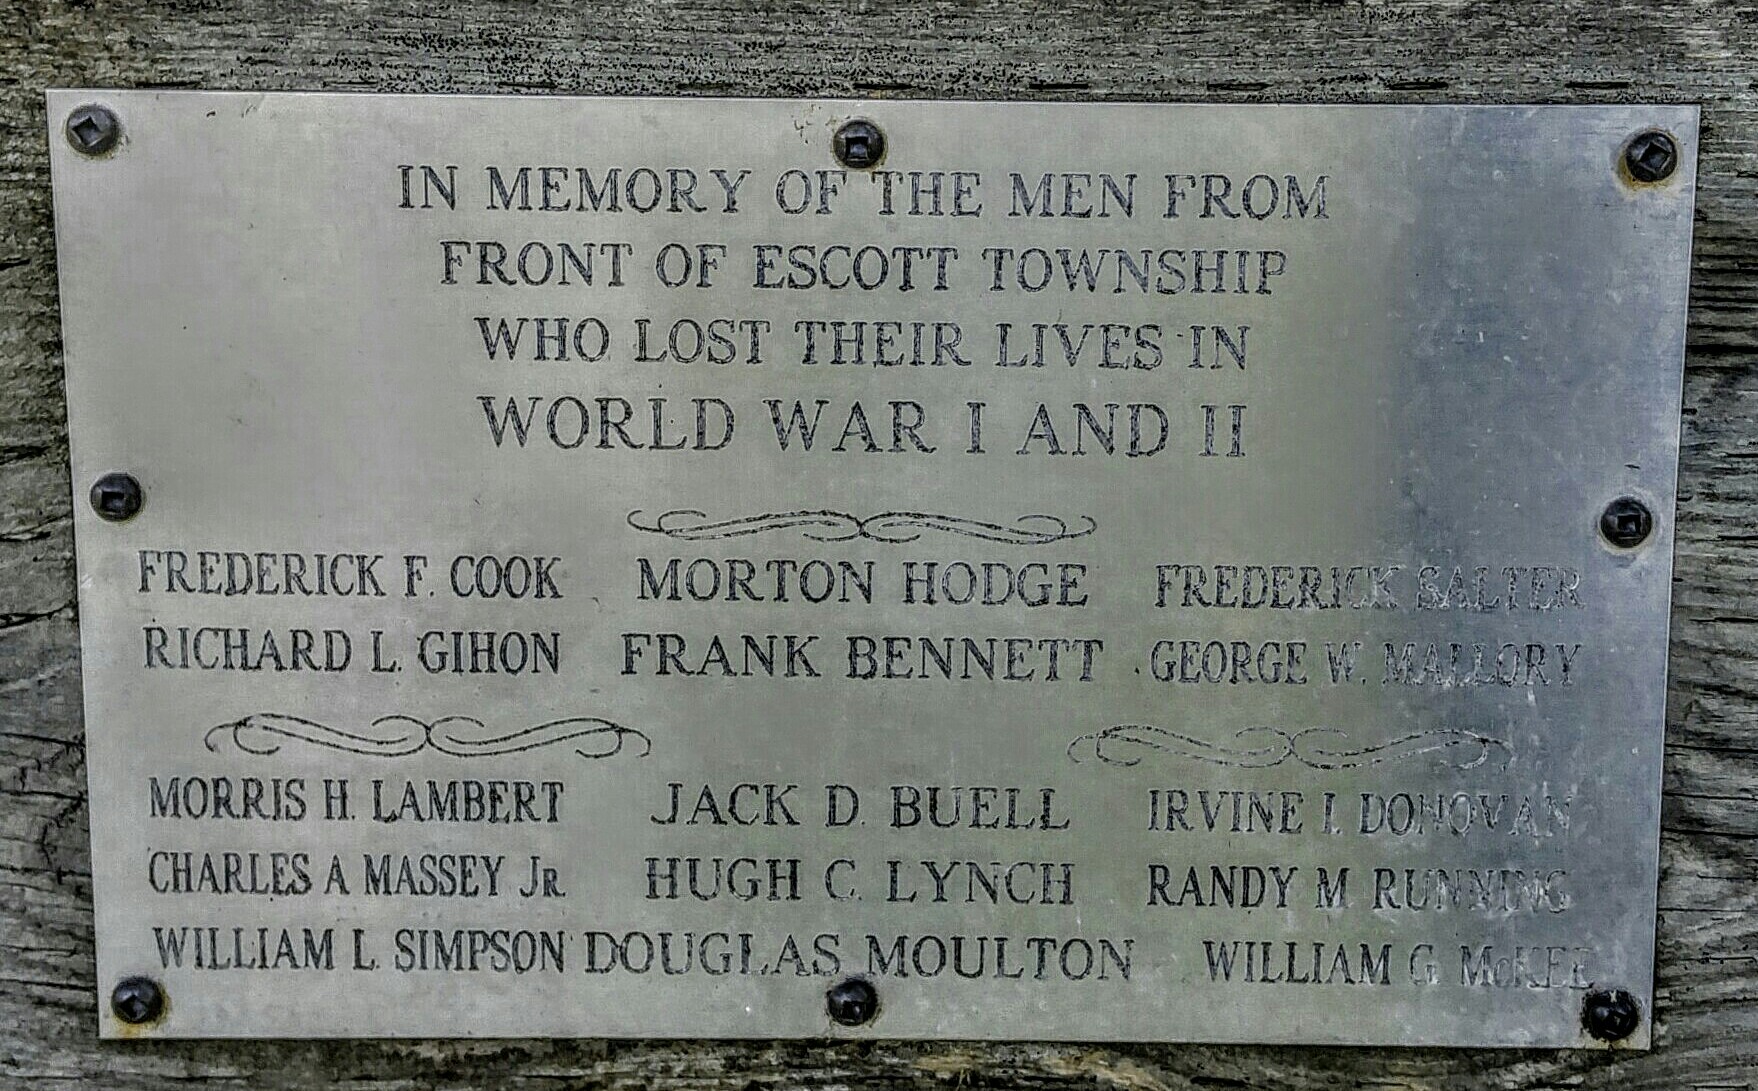 IN MEMORY OF THE MEN FROM
FRONT OF ESCOTT TOWNSHIP
WHO LOST THEIR LIVES IN
WORLD WAR I AND II
FREDERICK F. COOK MORTON HODGE FREDERICK SALTER
RICHARD L. GIHON FRANK BENNETT GEORGE W. MALLORY
MORRIS H. LAMBERT JACK D. BUELL IRVINE I. DONOVAN
CHARLES A MASSEY JR HUGH C. LYNCH RANDY M RUNNING
WILLIAM L. SIMPSON DOUGLAS MOULTON WILLIAM G McKEE